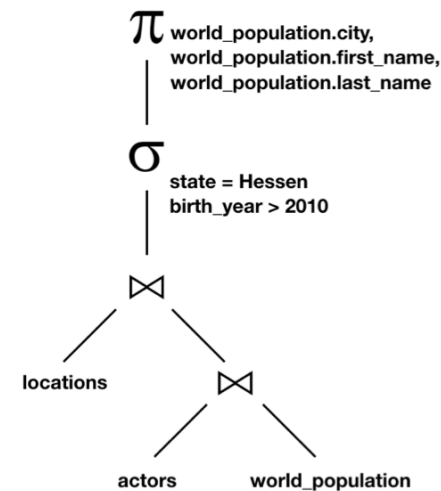 π world_population.city,
world_population.first_name,
world_population.last_name
σ
state = Hessen
birth_year > 2010
⋈
locations
⋈
actors world_population